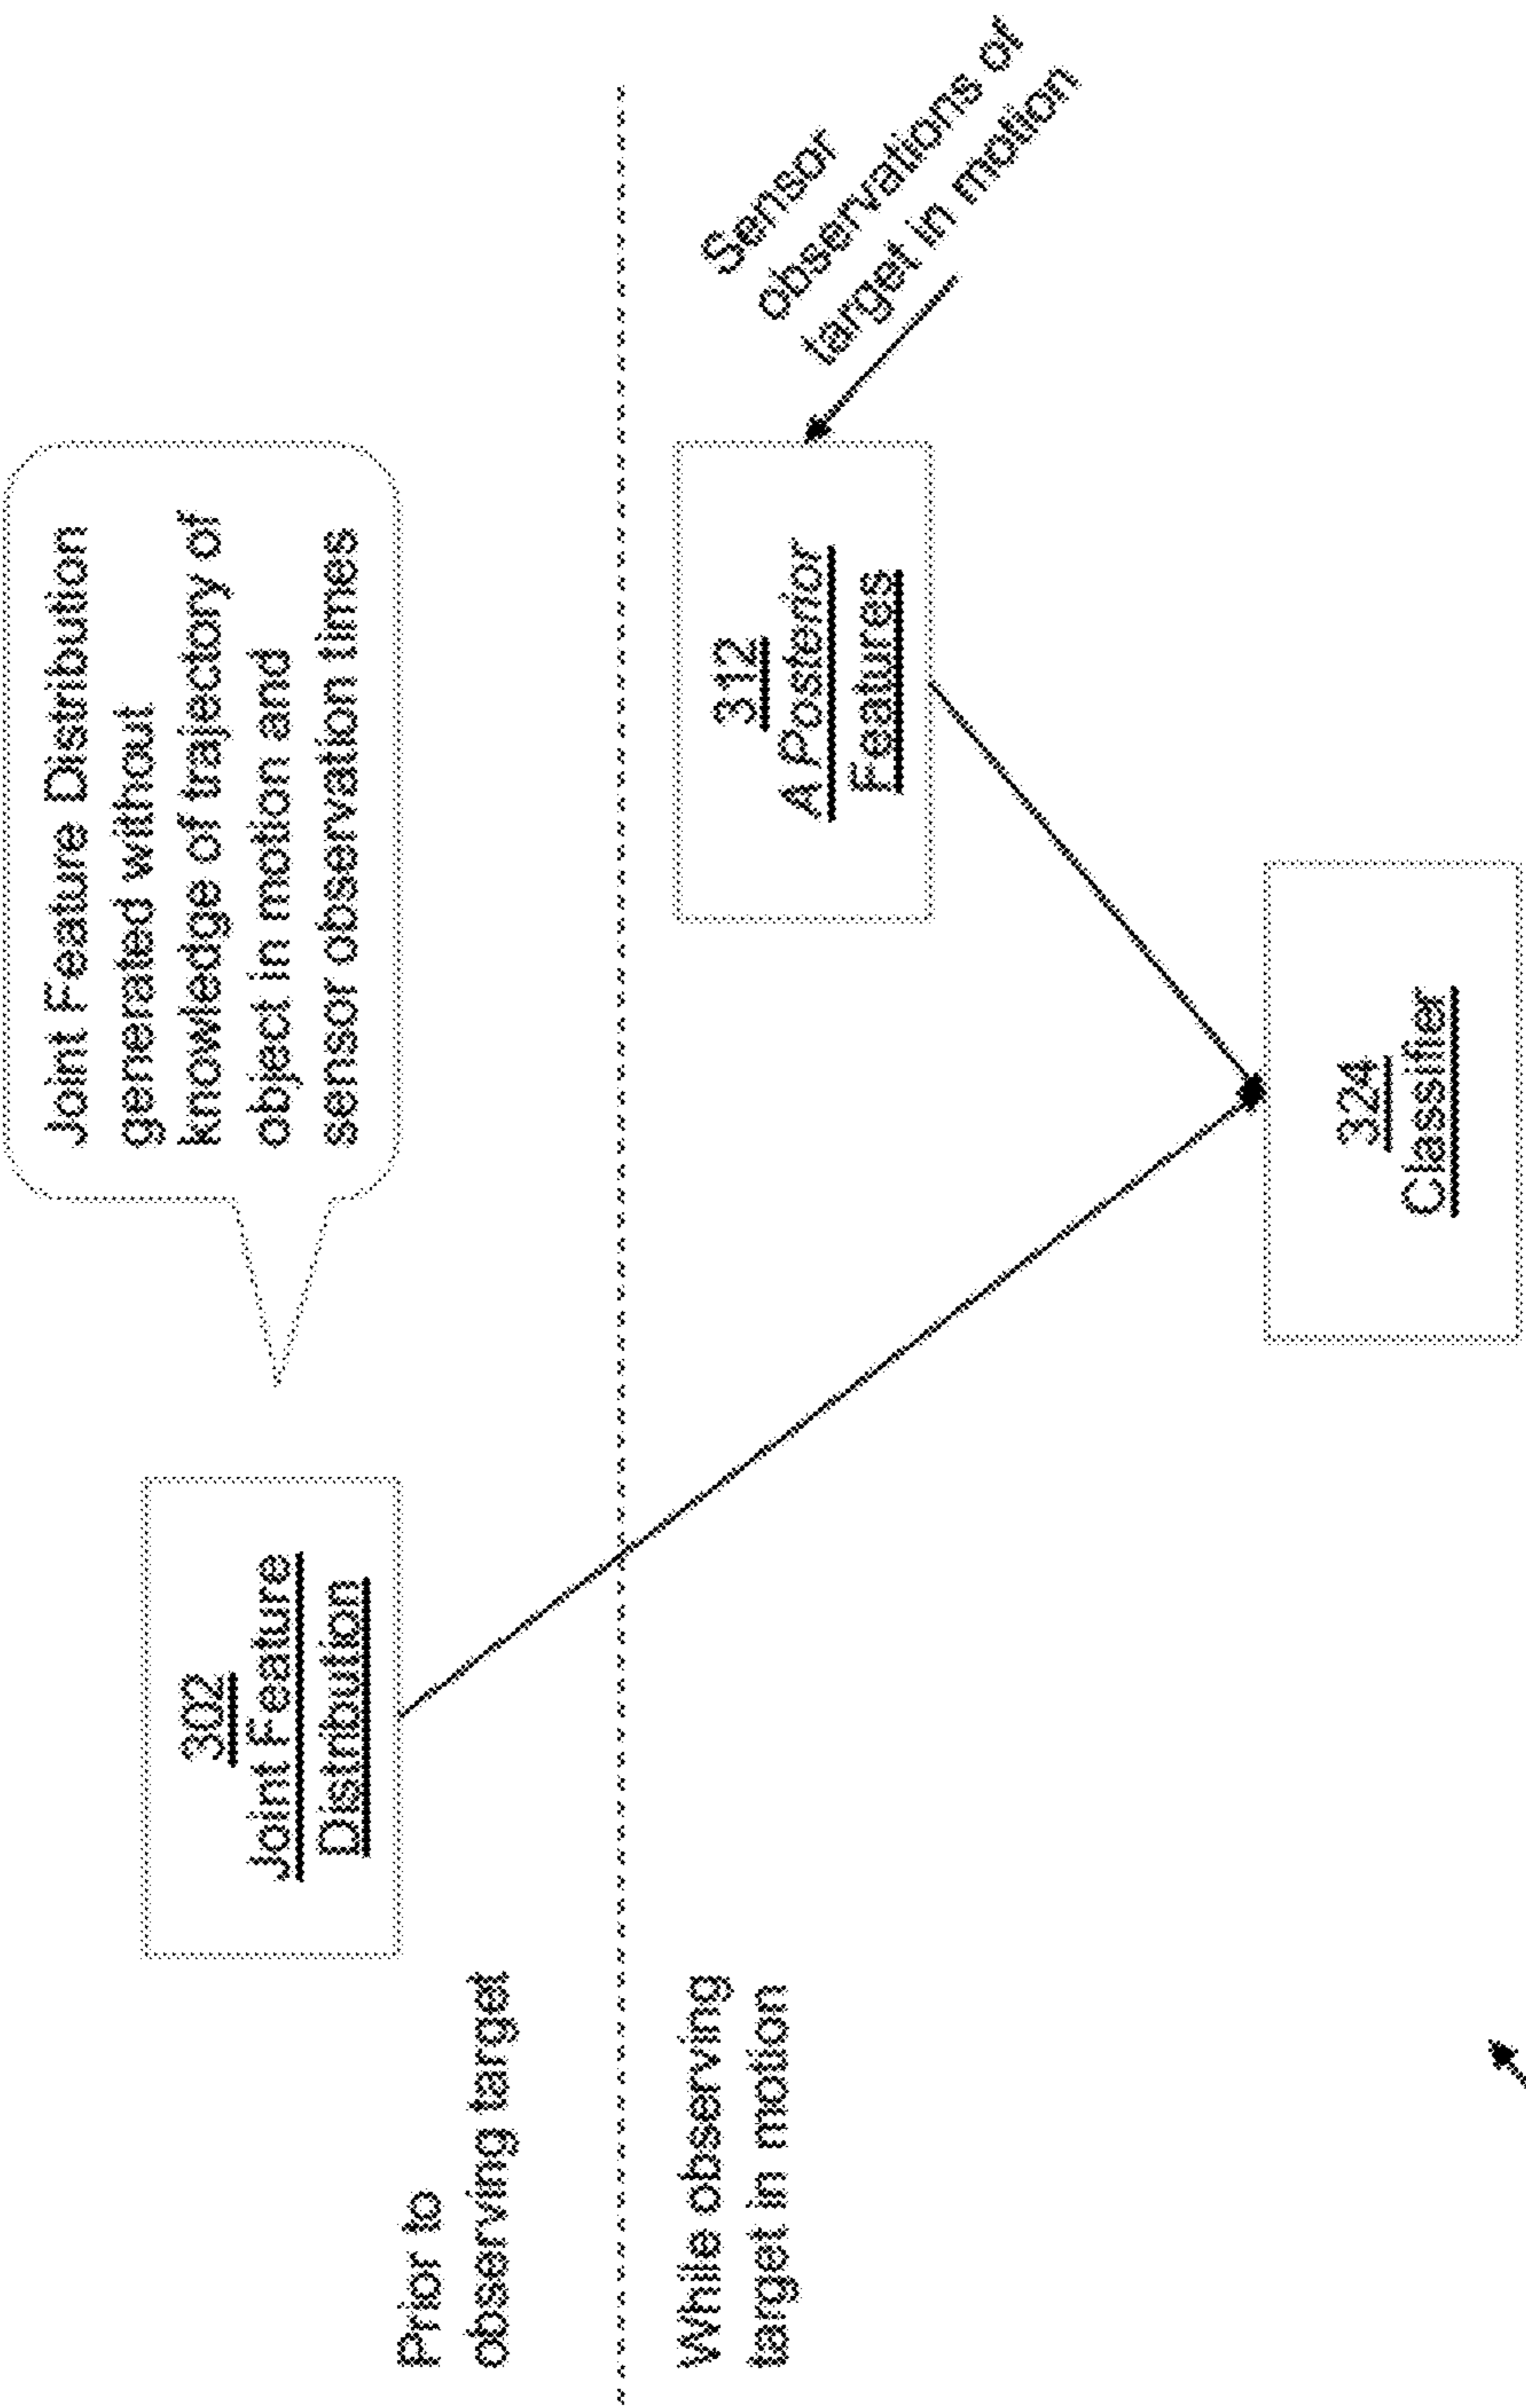 Joint Feature Distribution
generated without
knowledge of trajectory of
object in motion and
sensor observation times
302
Joint Feature
Distribution
Prior to
observing target
While observing
target in motion
312
A Posterior
Features
Sensor
observations of
target in motion
324
Classifier